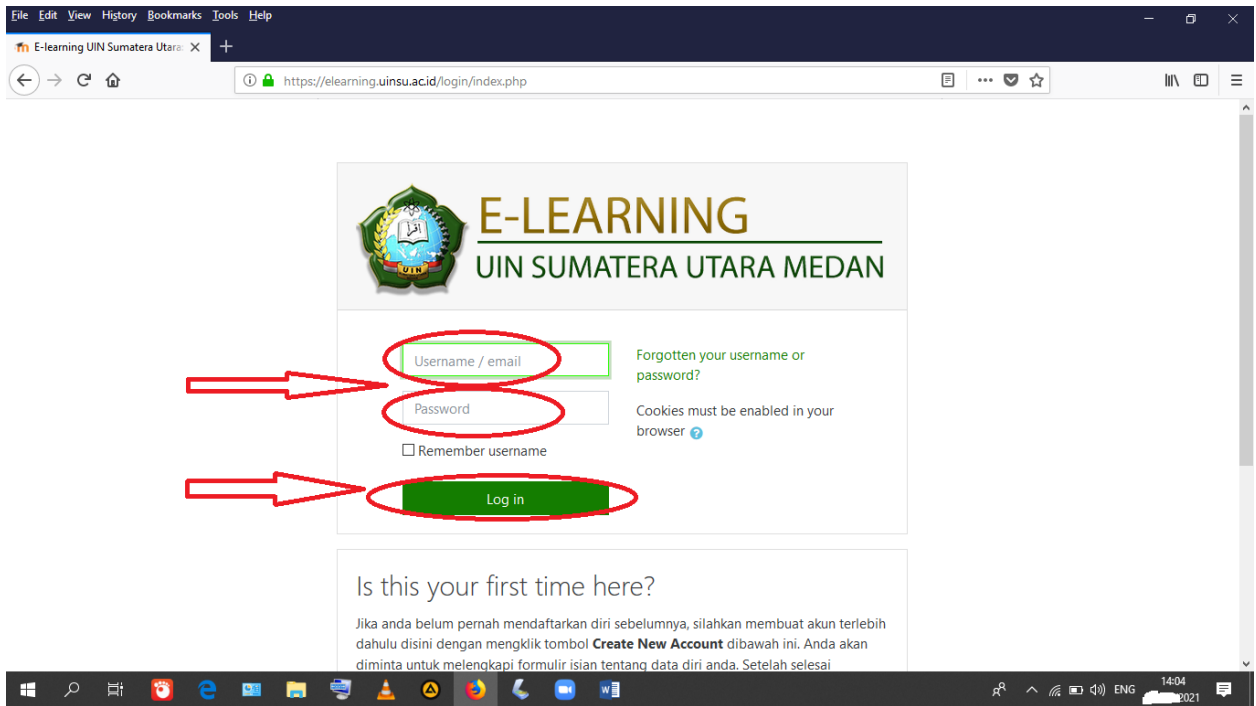 File Edit View History Bookmarks Tools Help
E-learning UIN Sumatera Utara:
https://elearning.uinsu.ac.id/login/index.php
E-LEARNING
UIN SUMATERA UTARA MEDAN
UIN
Username / email
Forgotten your username or
password?
Password
Cookies must be enabled in your
browser
Remember username
Log in
Is this your first time here?
Jika anda belum pernah mendaftarkan diri sebelumnya, silahkan membuat akun terlebih
dahulu disini dengan mengklik tombol Create New Account dibawah ini. Anda akan
diminta untuk melengkapi formulir isian tentang data diri anda. Setelah selesai
ENG
14:04
2021